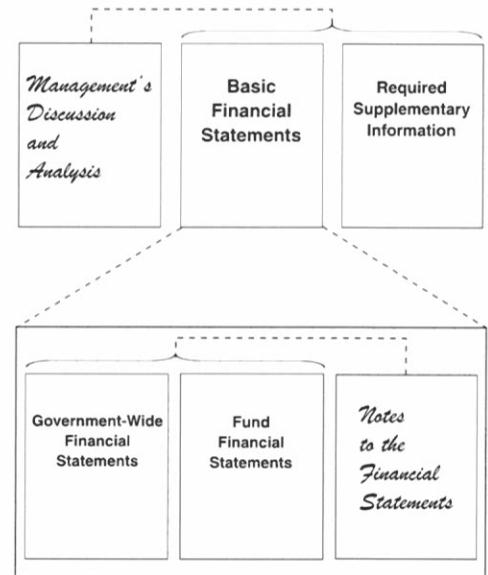 Management's
Discussion
and
Analysis
Basic
Financial
Statements
Required
Supplementary
Information
Government-Wide
Financial
Statements
Fund
Financial
Statements
Notes
to the
Financial
Statements